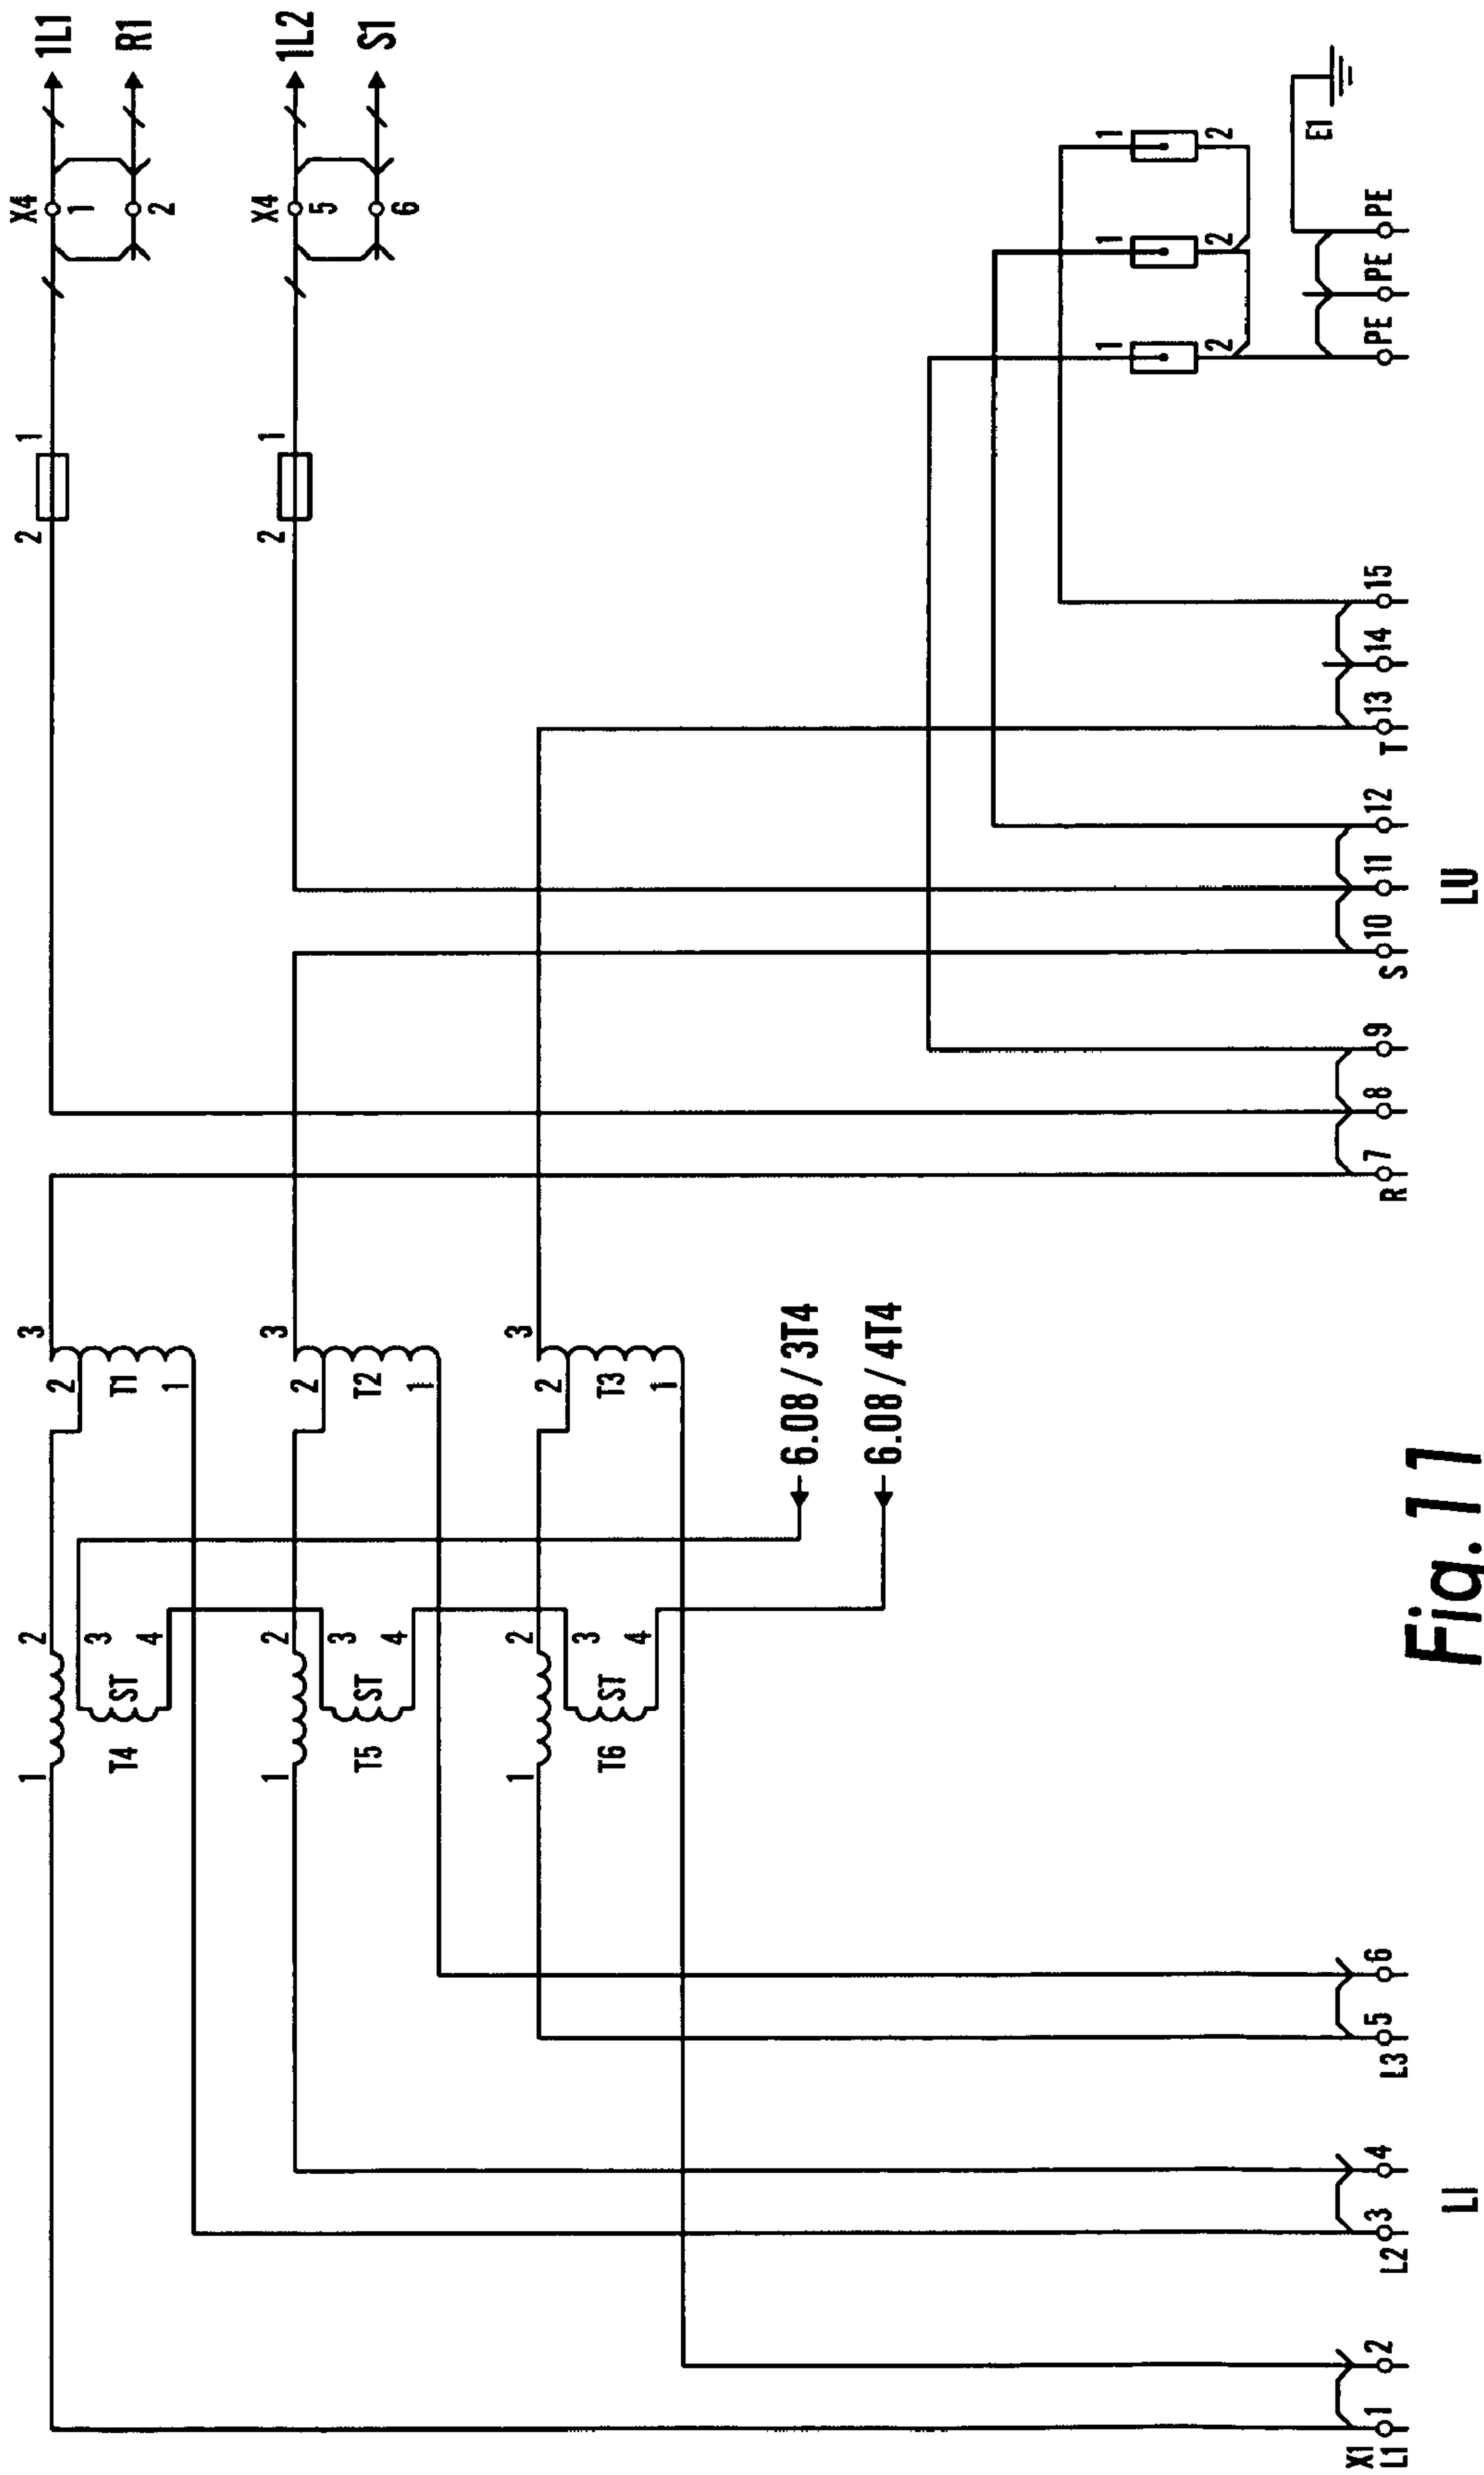 1 2 3 2 1 X4
1L1
2 1
3
T4 ST T1 R1
4 2
1
1 2 3 2 1 X4
1L2
2 5
3
T5 ST T2 S1
4 6
1
1 2 3
2
3
T6 ST T3
4
1
6.08/3T4
6.08/4T4
1 1 1
2 2 2
E1
X1 1 2 3 4 5 6 7 8 9 10 11 12 13 14 15 PE PE PE
L1 L2 L3 R S T
LI LU
Fig. 11